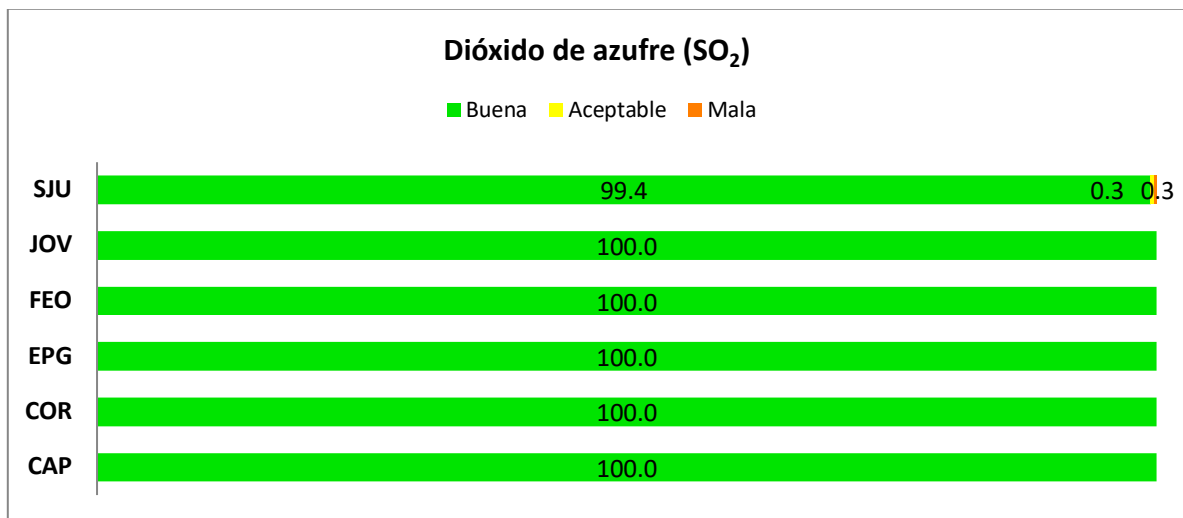 Dióxido de azufre (SO₂)
Buena Aceptable Mala
SJU 99.4 0.3 0.3
JOV 100.0
FEO 100.0
EPG 100.0
COR 100.0
CAP 100.0